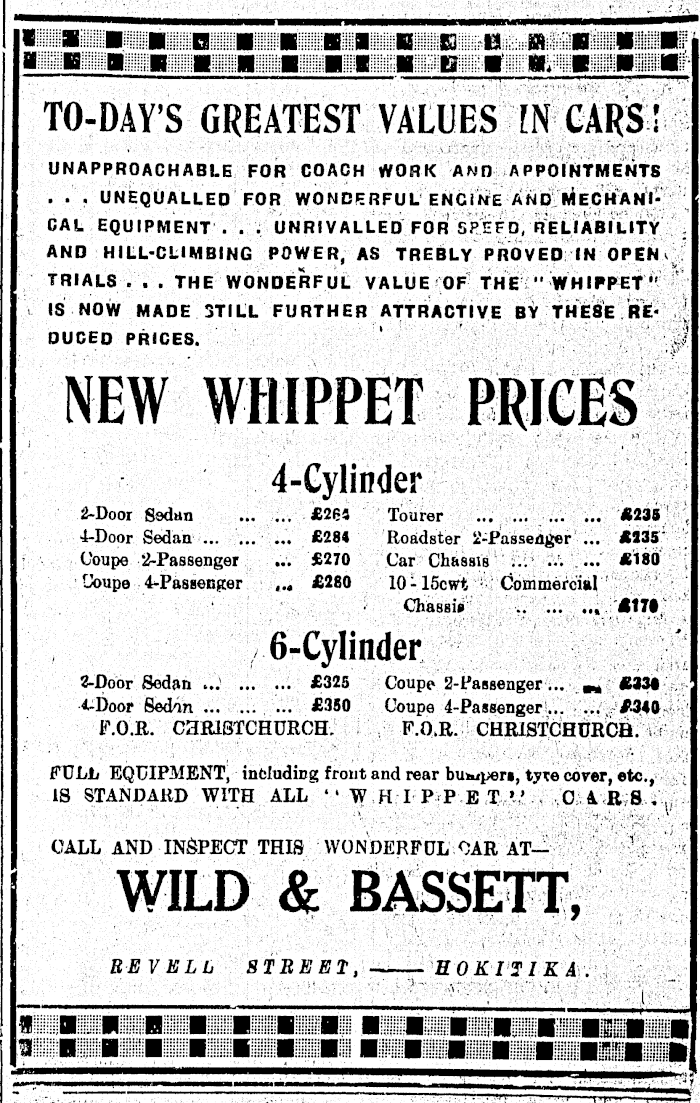 TO-DAY'S GREATEST VALUES IN CARS!
UNAPPROACHABLE FOR COACH WORK AND APPOINTMENTS
. . . UNEQUALLED FOR WONDERFUL ENGINE AND MECHANI-
CAL EQUIPMENT . . . UNRIVALLED FOR SPEED, RELIABILITY
AND HILL-CLIMBING POWER, AS TREBLY PROVED IN OPEN
TRIALS . . . THE WONDERFUL VALUE OF THE "WHIPPET"
IS NOW MADE STILL FURTHER ATTRACTIVE BY THESE RE-
DUCED PRICES.
NEW WHIPPET PRICES
4-Cylinder
2-Door Sedan ... ... £264
4-Door Sedan ... ... ... £284
Coupe 2-Passenger ... £270
Coupe 4-Passenger ... £280
Tourer ... ... ... ... £235
Roadster 2-Passenger ... £235
Car Chassis ... ... ... £180
10-15cwt Commercial
Chassis .. ... ... £170
6-Cylinder
2-Door Sedan ... ... ... £325
4-Door Sedan ... ... ... £350
F.O.R. CHRISTCHURCH.
Coupe 2-Passenger ... ... £330
Coupe 4-Passenger ... ... £340
F.O.R. CHRISTCHURCH.
FULL EQUIPMENT, including front and rear bumpers, tyre cover, etc.,
IS STANDARD WITH ALL "WHIPPET" CARS.
CALL AND INSPECT THIS WONDERFUL CAR AT—
WILD & BASSETT,
REVELL STREET, —— HOKITIKA.